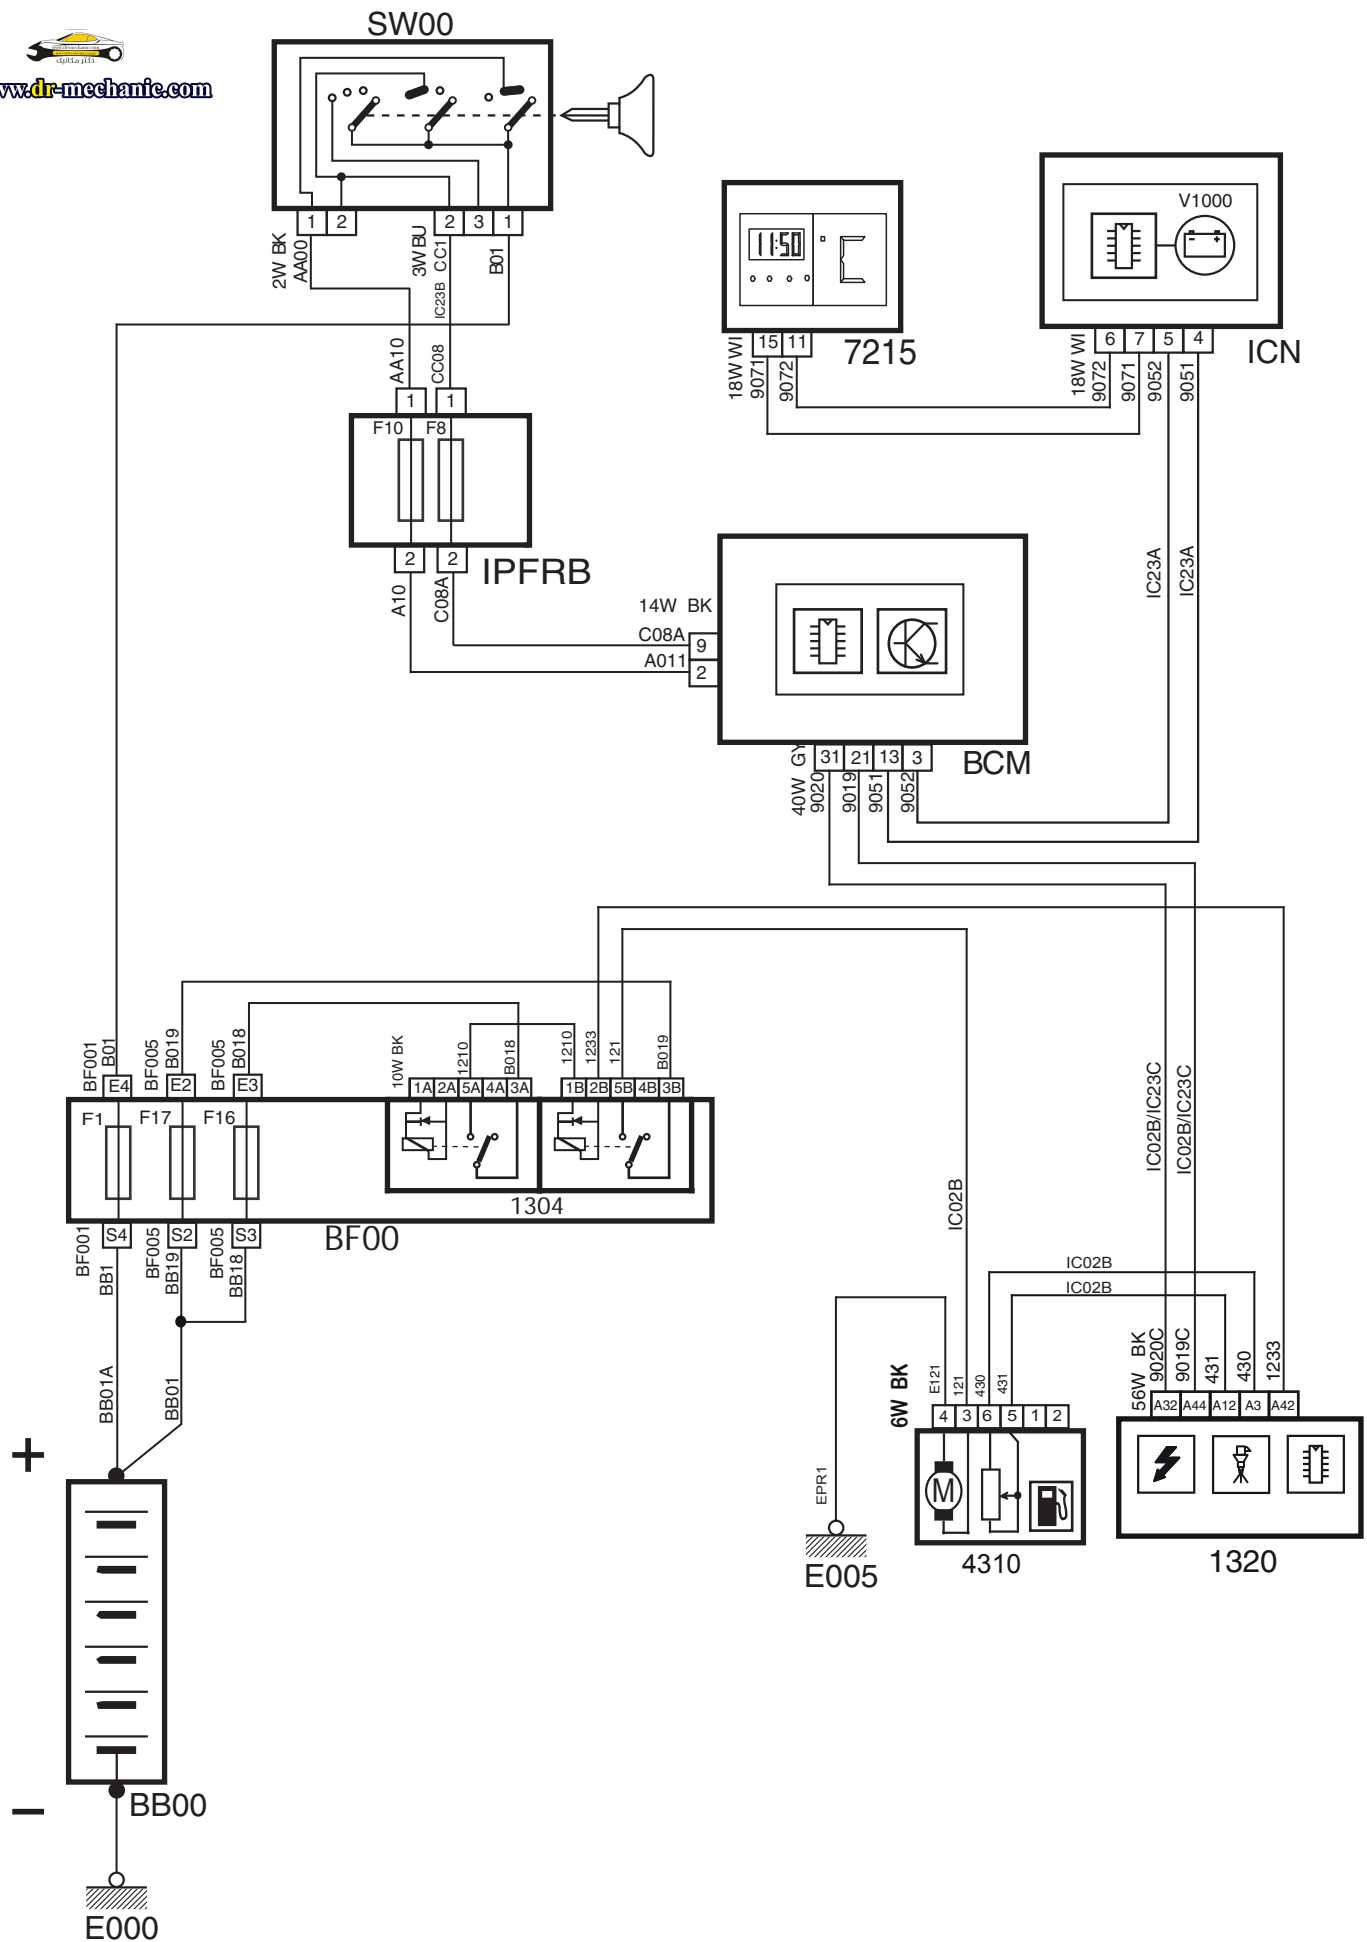 SW00
www.dr-mechanic.com
دکتر مکانیک
www.dr-mechanic.com
1 2 2 3 1
2W BK
AA00
3W BU
CC1
IC23B
B01
V1000
11:50
15 11
7215
18W WI
9071
9072
6 7 5 4
ICN
18W WI
9072
9071
9052
9051
AA10
CC08
1 1
F10 F8
2 2
IPFRB
A10
C08A
IC23A
IC23A
14W BK
C08A
9
A011
2
31 21 13 3
BCM
40W GY
9020
9019
9051
9052
BF001
B01
BF005
B019
BF005
B018
10W BK
1210
B018
1210
1233
121
B019
E4 E2 E3
1A 2A 5A 4A 3A 1B 2B 5B 4B 3B
F1 F17 F16
1304
S4 S2 S3
BF00
BF001
BB1
BF005
BB19
BF005
BB18
IC02B
IC02B/IC23C
IC02B/IC23C
IC02B
IC02B
BB01A
BB01
6W BK
E121
121
430
431
56W BK
9020C
9019C
431
430
1233
4 3 6 5 1 2
A32 A44 A12 A3 A42
+
M
EPR1
E005
4310
1320
BB00
−
E000